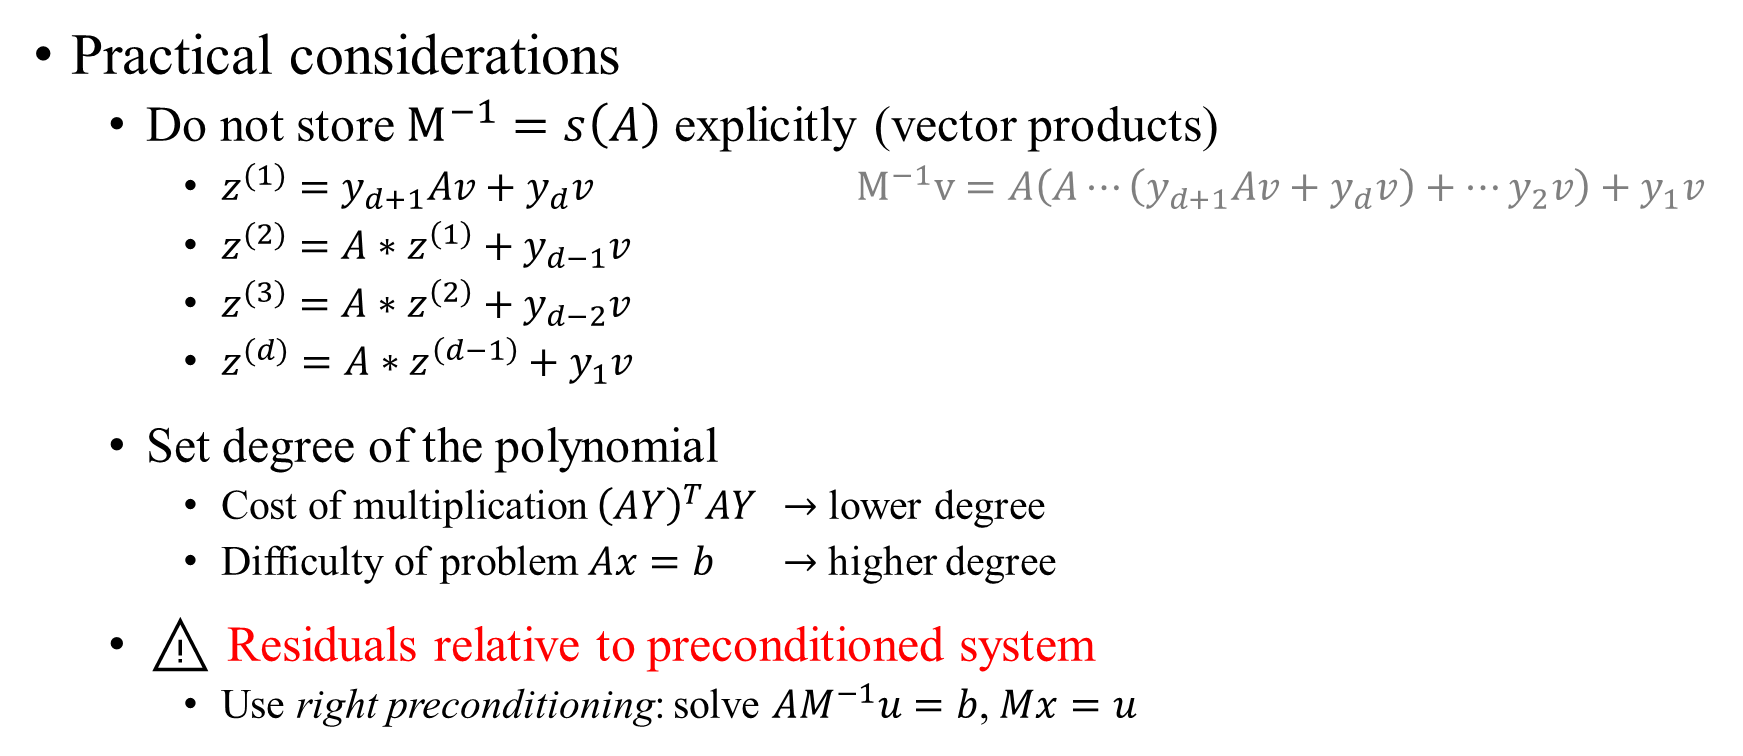 • Practical considerations
• Do not store M⁻¹ = s(A) explicitly (vector products)
• z⁽¹⁾ = y_{d+1}Av + y_d v    M⁻¹v = A(A ⋯ (y_{d+1}Av + y_d v) + ⋯ y₂v) + y₁v
• z⁽²⁾ = A ∗ z⁽¹⁾ + y_{d−1}v
• z⁽³⁾ = A ∗ z⁽²⁾ + y_{d−2}v
• z^{(d)} = A ∗ z^{(d−1)} + y₁v
• Set degree of the polynomial
• Cost of multiplication (AY)ᵀAY → lower degree
• Difficulty of problem Ax = b → higher degree
• ⚠ Residuals relative to preconditioned system
• Use right preconditioning: solve AM⁻¹u = b, Mx = u